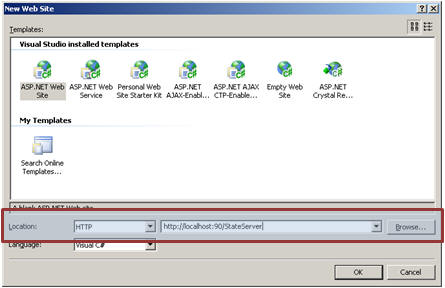 New Web Site
Templates:
Visual Studio installed templates
ASP.NET Web Site
ASP.NET Web Service
Personal Web Site Starter Kit
ASP.NET AJAX-Enabl...
ASP.NET AJAX CTP-Enable...
Empty Web Site
ASP.NET Crystal Re...
My Templates
Search Online Templates...
A blank ASP.NET Web site
Location:
HTTP
http://localhost:90/StateServer
Browse...
Language:
Visual C#
OK
Cancel